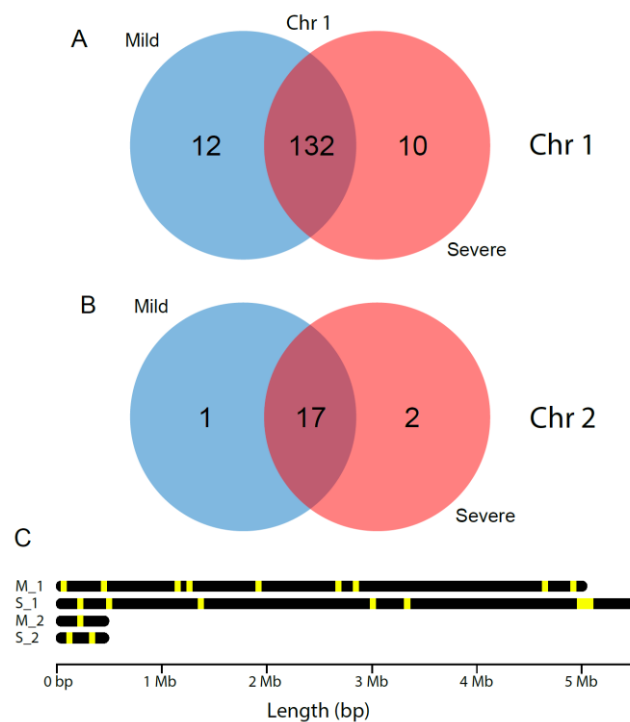 A
Mild
Chr 1
12
132
10
Chr 1
Severe
B
Mild
1
17
2
Chr 2
Severe
C
M_1
S_1
M_2
S_2
0 bp 1 Mb 2 Mb 3 Mb 4 Mb 5 Mb
Length (bp)